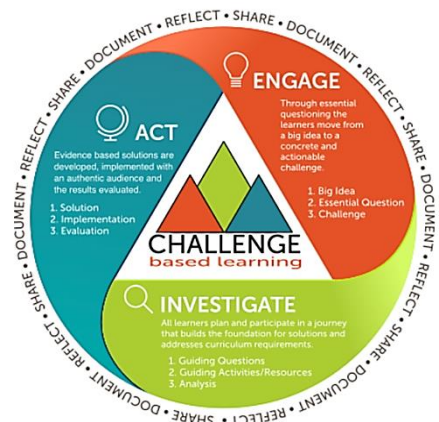 DOCUMENT • REFLECT • SHARE • DOCUMENT • REFLECT • SHARE • DOCUMENT • REFLECT • SHARE • DOCUMENT • REFLECT • SHARE • DOCUMENT • REFLECT • SHARE •
ENGAGE
Through essential
questioning the
learners move from
a big idea to a
concrete and
actionable
challenge.
1. Big Idea
2. Essential Question
3. Challenge
ACT
Evidence based solutions are
developed, implemented with
an authentic audience and
the results evaluated.
1. Solution
2. Implementation
3. Evaluation
CHALLENGE
based learning
INVESTIGATE
All learners plan and participate in a journey
that builds the foundation for solutions and
addresses curriculum requirements.
1. Guiding Questions
2. Guiding Activities/Resources
3. Analysis